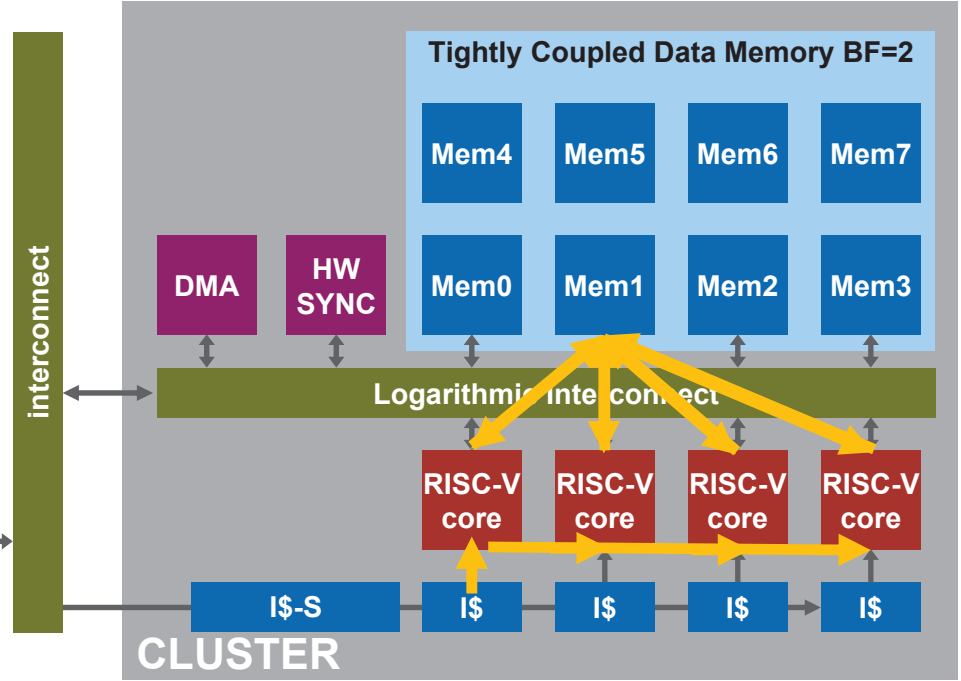 Tightly Coupled Data Memory BF=2
Mem4
Mem5
Mem6
Mem7
interconnect
DMA
HW
SYNC
Mem0
Mem1
Mem2
Mem3
Logarithmic Interconnect
RISC-V
core
RISC-V
core
RISC-V
core
RISC-V
core
I$-S
I$
I$
I$
I$
CLUSTER